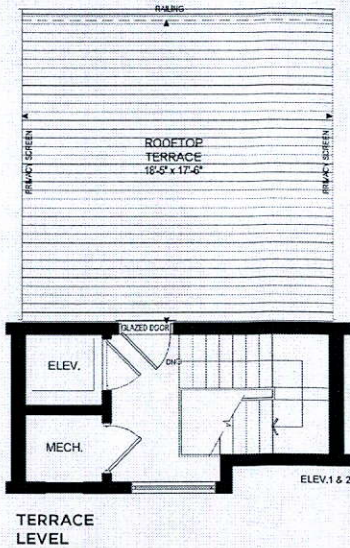 RAILING
PRIVACY SCREEN
ROOFTOP
TERRACE
18'-5" x 17'-6"
PRIVACY SCREEN
GLAZED DOOR
ELEV.
DN
MECH.
ELEV.1 & 2
TERRACE
LEVEL